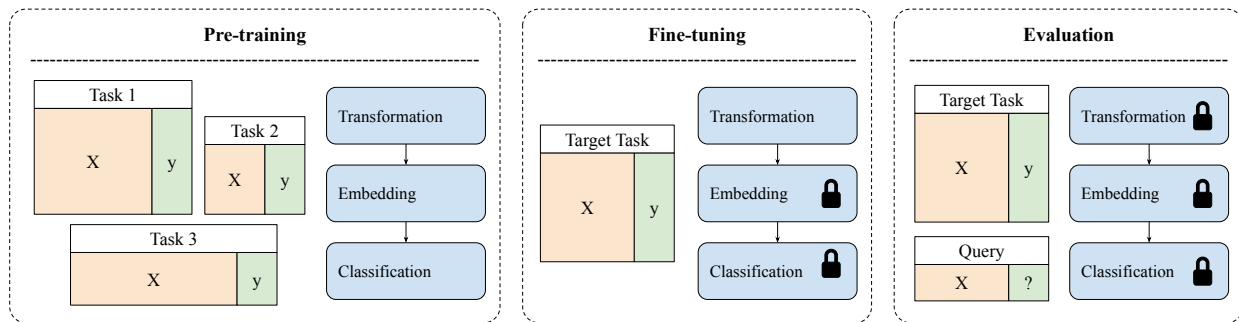 Pre-training
Task 1
X
y
Task 2
X
y
Task 3
X
y
Transformation
Embedding
Classification
Fine-tuning
Target Task
X
y
Transformation
Embedding
Classification
Evaluation
Target Task
X
y
Query
X
?
Transformation
Embedding
Classification